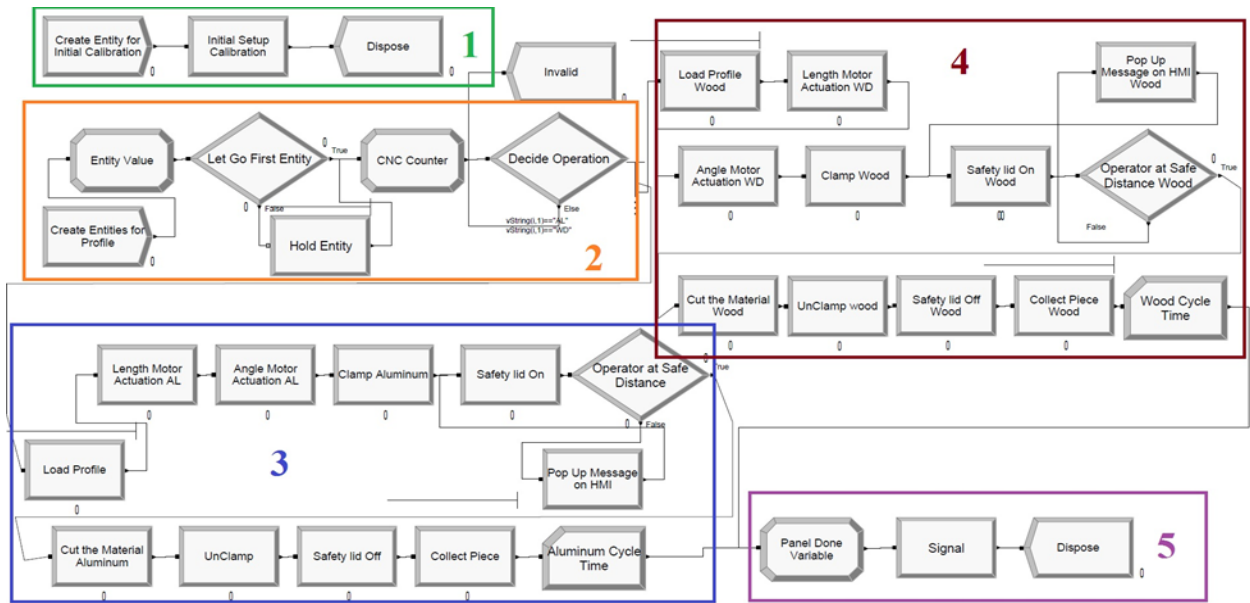 Create Entity for
Initial Calibration
0
Initial Setup
Calibration
0
Dispose
0
1
Invalid
0
Entity Value
Let Go First Entity
0
True
0
False
CNC Counter
Decide Operation
0
Else
vString(i,1)=="AL"
vString(i,1)=="WD"
Create Entities for
Profile
0
Hold Entity
2
Load Profile
Wood
0
Length Motor
Actuation WD
0
4
Pop Up
Message on HMI
Wood
Angle Motor
Actuation WD
0
Clamp Wood
0
Safety lid On
Wood
00
Operator at Safe
Distance Wood
0
True
False
Cut the Material
Wood
0
UnClamp wood
0
Safety lid Off
Wood
0
Collect Piece
Wood
0
Wood Cycle
Time
Length Motor
Actuation AL
0
Angle Motor
Actuation AL
0
Clamp Aluminum
0
Safety lid On
0
Operator at Safe
Distance
0
True
0
False
Load Profile
0
3
Pop Up Message
on HMI
Cut the Material
Aluminum
0
UnClamp
0
Safety lid Off
0
Collect Piece
0
Aluminum Cycle
Time
Panel Done
Variable
Signal
Dispose
0
5